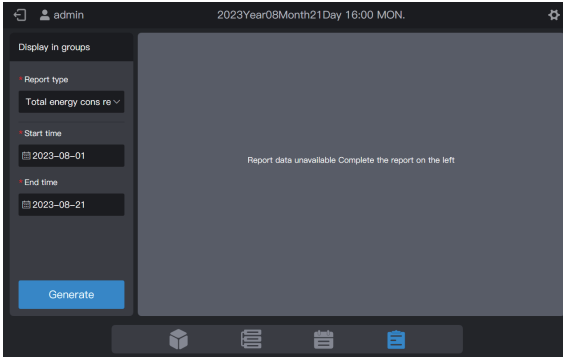 admin
2023Year08Month21Day 16:00 MON.
Display in groups
*Report type
Total energy cons re
*Start time
2023-08-01
*End time
2023-08-21
Generate
Report data unavailable Complete the report on the left